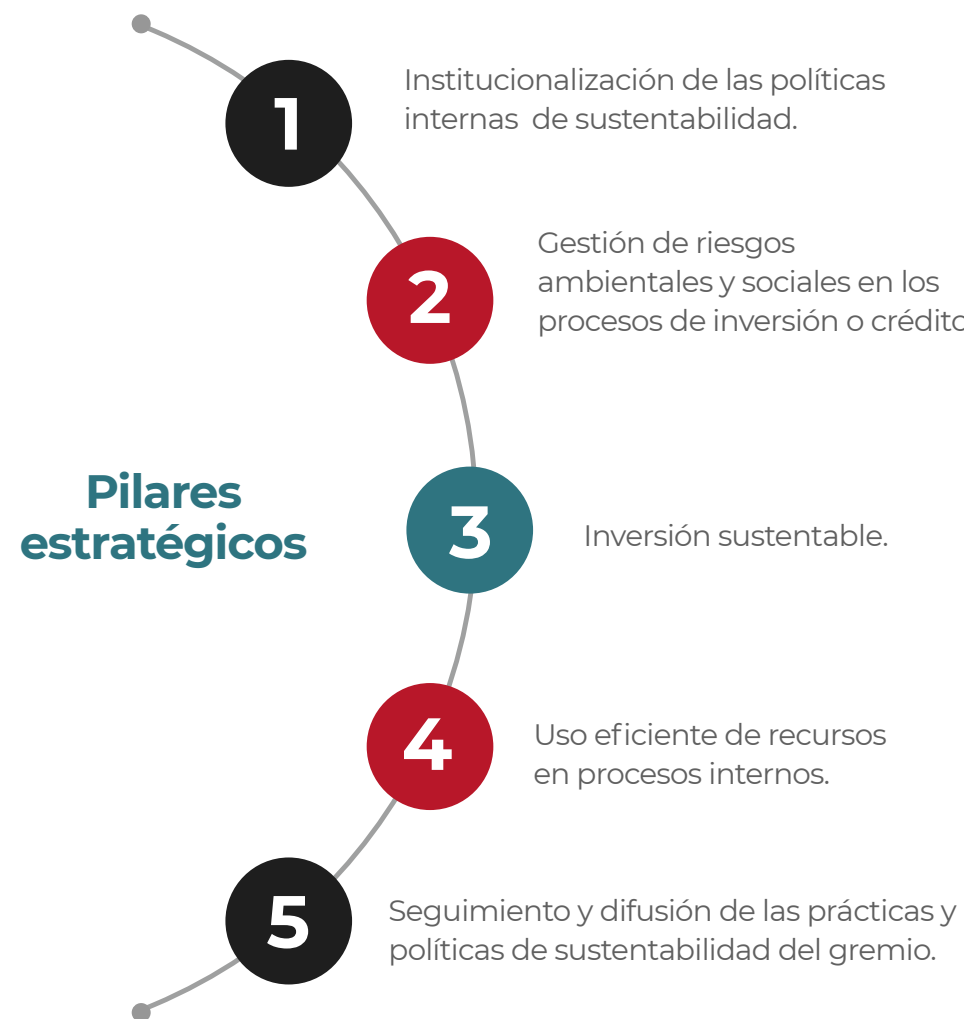 1
Institucionalización de las políticas
internas de sustentabilidad.
2
Gestión de riesgos
ambientales y sociales en los
procesos de inversión o crédito
Pilares
estratégicos
3
Inversión sustentable.
4
Uso eficiente de recursos
en procesos internos.
5
Seguimiento y difusión de las prácticas y
políticas de sustentabilidad del gremio.